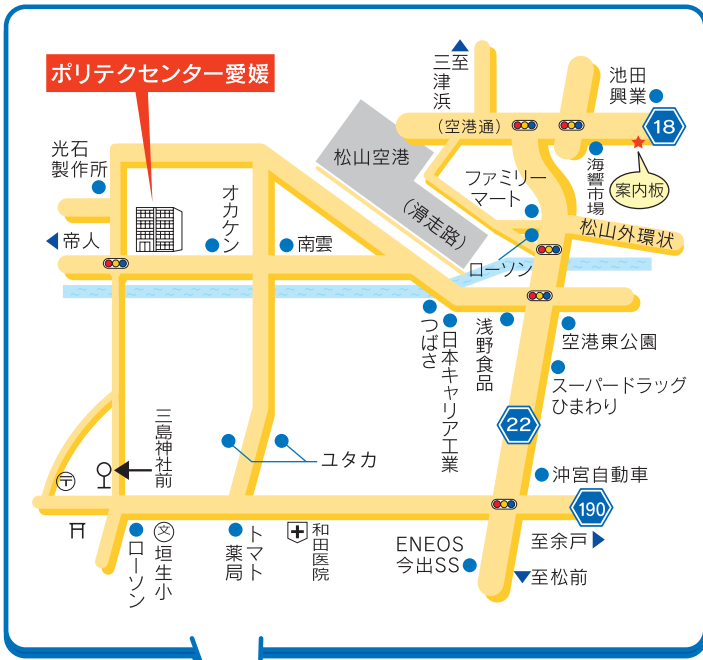 ポリテクセンター愛媛
至
三津浜
池田
興業
(空港通)
18
海響市場
案内板
松山空港
(滑走路)
ファミリー
マート
ローソン
松山外環状
光石
製作所
オカケン
帝人
南雲
つばさ
日本キャリア工業
浅野食品
空港東公園
スーパードラッグ
ひまわり
22
三島神社前
ユタカ
沖宮自動車
190
〒
文
垣生小
ローソン
トマト
薬局
和田医院
ENEOS
今出SS
至余戸
至松前